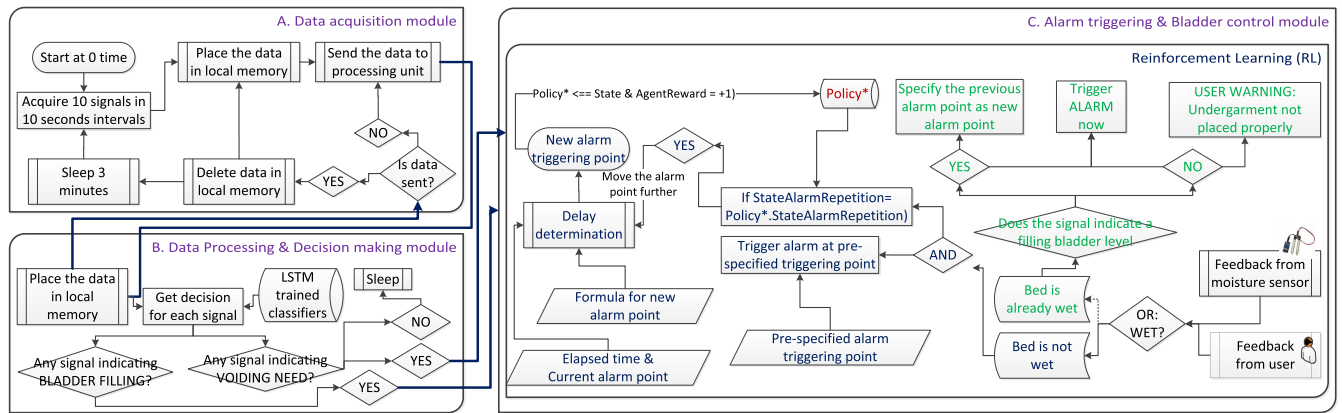 A. Data acquisition module
Start at 0 time
Acquire 10 signals in
10 seconds intervals
Sleep 3
minutes
Place the data
in local memory
Send the data to
processing unit
NO
Is data
sent?
YES
Delete data in
local memory
B. Data Processing & Decision making module
Place the data
in local
memory
Get decision
for each signal
LSTM
trained
classifiers
Sleep
NO
Any signal indicating
BLADDER FILLING?
Any signal indicating
VOIDING NEED?
YES
YES
C. Alarm triggering & Bladder control module
Reinforcement Learning (RL)
Policy* <== State & AgentReward = +1)
Policy*
New alarm
triggering point
YES
Move the alarm
point further
Delay
determination
If StateAlarmRepetition=
Policy*.StateAlarmRepetition)
Trigger alarm at pre-
specified triggering point
AND
Formula for new
alarm point
Elapsed time &
Current alarm point
Pre-specified alarm
triggering point
Specify the previous
alarm point as new
alarm point
Trigger
ALARM
now
USER WARNING:
Undergarment not
placed properly
YES
NO
Does the signal indicate a
filling bladder level
Bed is
already wet
Bed is not
wet
OR:
WET?
Feedback from
moisture sensor
Feedback
from user